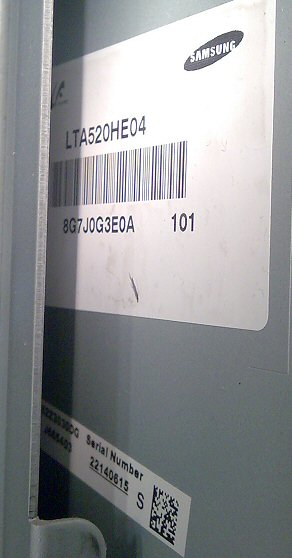 SAMSUNG
LTA520HE04
8G7J0G3E0A 101
Serial Number
22140615 S